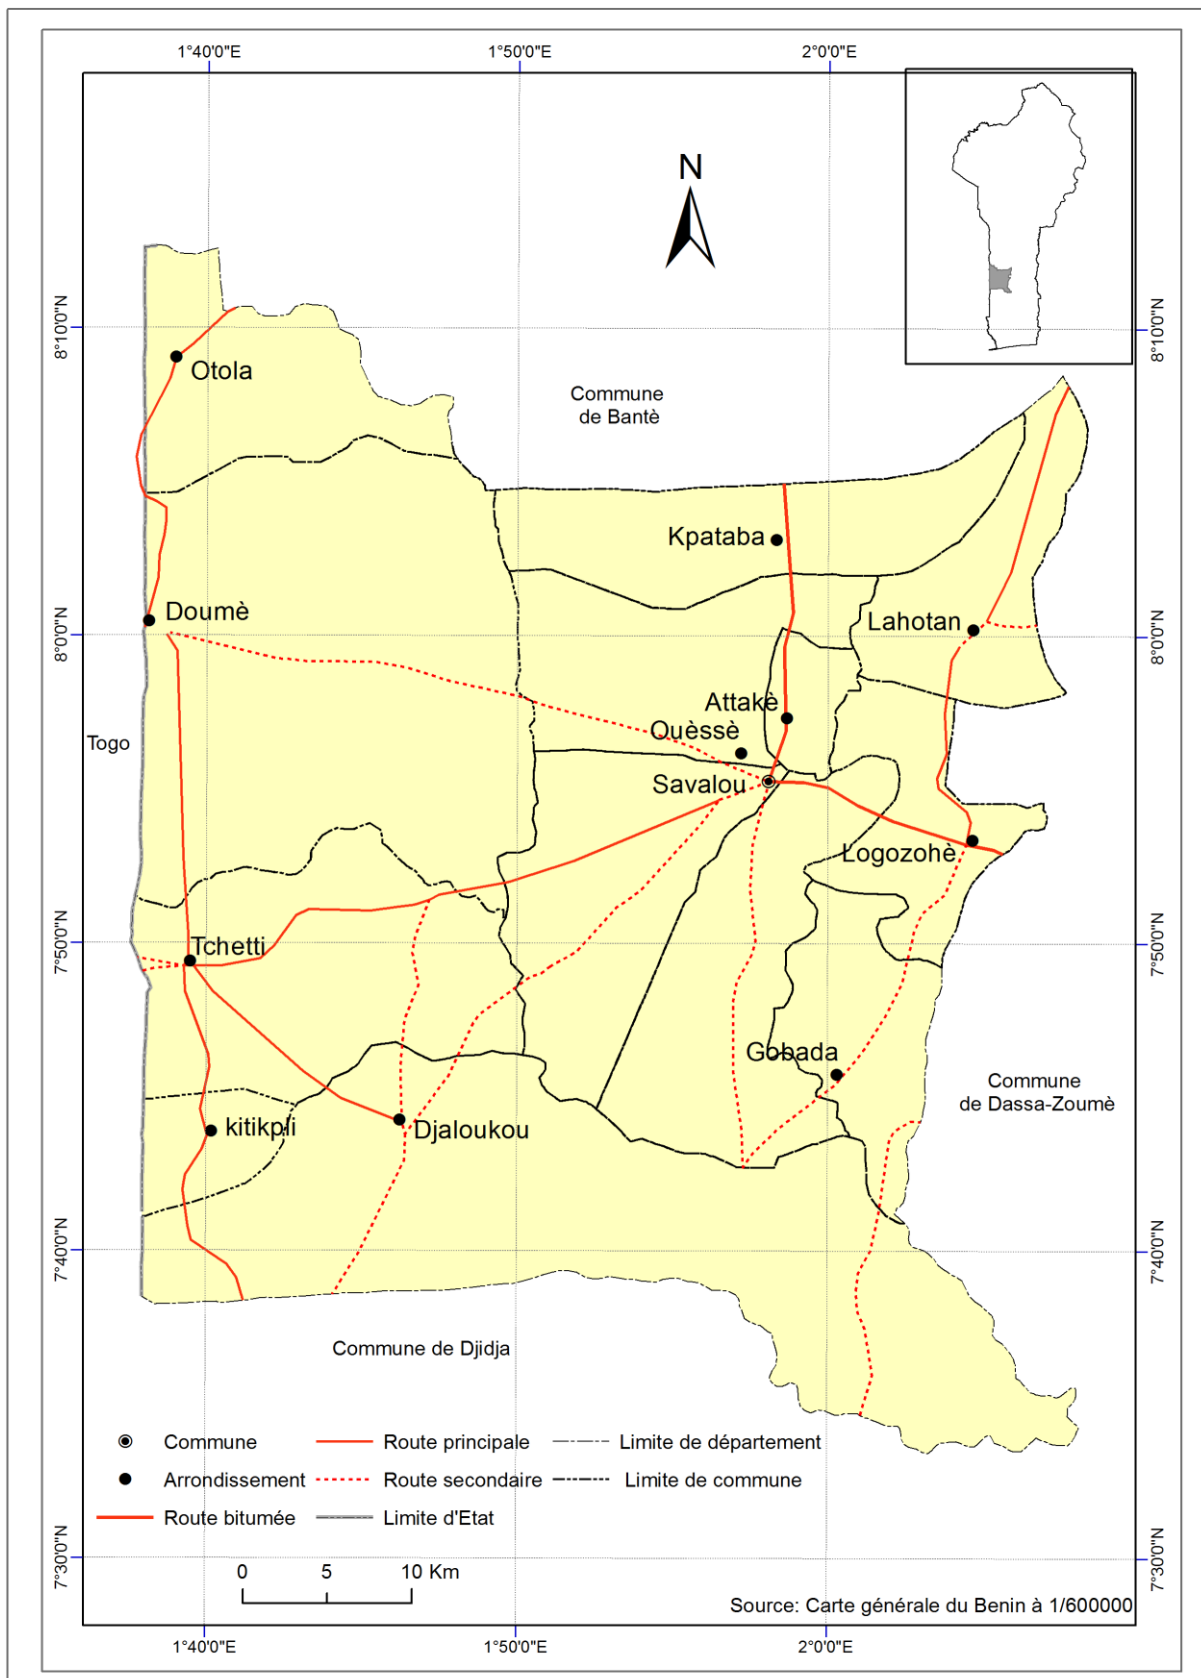 1°40'0"E 1°50'0"E 2°0'0"E
N
8°10'0"N 8°10'0"N
Otola
Commune
de Bantè
Kpataba
Doumè
Lahotan
8°0'0"N 8°0'0"N
Attakè
Ouèssè
Togo
Savalou
Logozohè
Tchetti
7°50'0"N 7°50'0"N
Gobada
Commune
de Dassa-Zoumè
kitikpli
Djaloukou
7°40'0"N 7°40'0"N
Commune de Djidja
Commune Route principale Limite de département
Arrondissement Route secondaire Limite de commune
Route bitumée Limite d'Etat
7°30'0"N 7°30'0"N
0 5 10 Km
Source: Carte générale du Benin à 1/600000
1°40'0"E 1°50'0"E 2°0'0"E